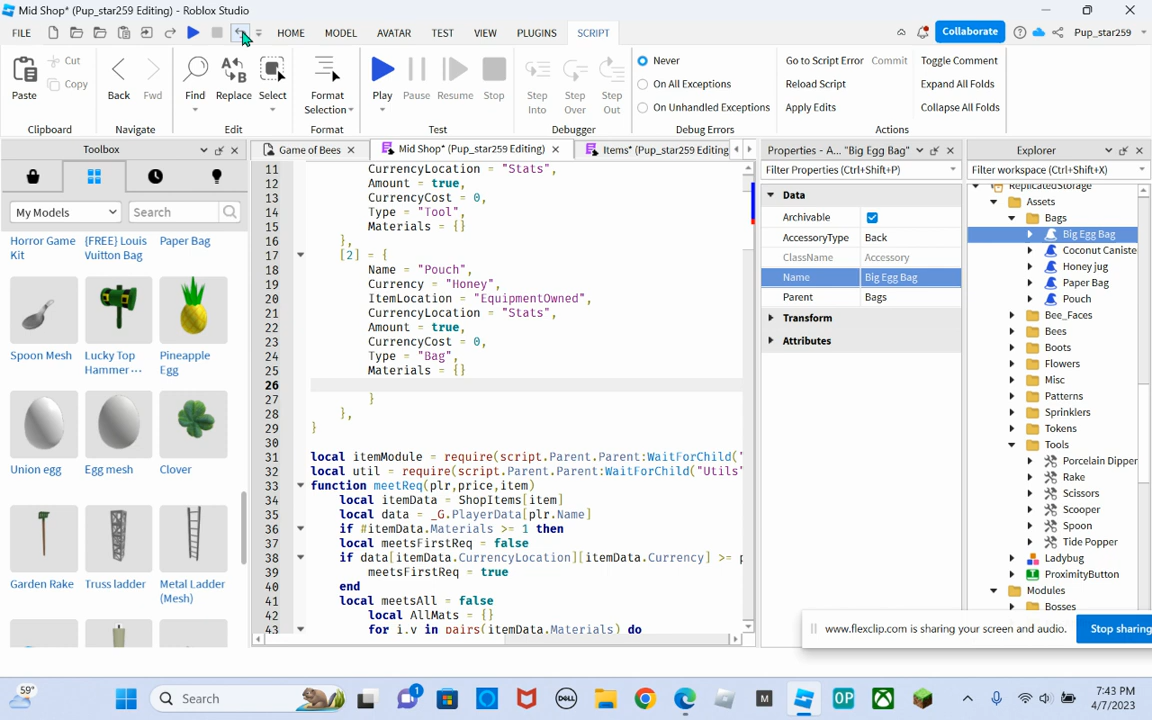 Mid Shop* (Pup_star259 Editing) - Roblox Studio
FILE HOME MODEL AVATAR TEST VIEW PLUGINS SCRIPT Collaborate Pup_star259
Paste Cut Copy Back Fwd Find Replace Select Format Selection Play Pause Resume Stop Step Into Step Over Step Out
Never
On All Exceptions
On Unhandled Exceptions
Go to Script Error Commit Toggle Comment
Reload Script Expand All Folds
Apply Edits Collapse All Folds
Clipboard Navigate Edit Format Test Debugger Debug Errors Actions
Toolbox
My Models Search
Horror Game Kit
{FREE} Louis Vuitton Bag
Paper Bag
Spoon Mesh
Lucky Top Hammer ···
Pineapple Egg
Union egg
Egg mesh
Clover
Garden Rake
Truss ladder
Metal Ladder (Mesh)
Game of Bees
Mid Shop* (Pup_star259 Editing)
Items* (Pup_star259 Editing
11 CurrencyLocation = "Stats",
12 Amount = true,
13 CurrencyCost = 0,
14 Type = "Tool",
15 Materials = {}
16 },
17 [2] = {
18 Name = "Pouch",
19 Currency = "Honey",
20 ItemLocation = "EquipmentOwned",
21 CurrencyLocation = "Stats",
22 Amount = true,
23 CurrencyCost = 0,
24 Type = "Bag",
25 Materials = {}
26
27 }
28 },
29 }
30
31 local itemModule = require(script.Parent.Parent:WaitForChild("
32 local util = require(script.Parent.Parent:WaitForChild("Utils"
33 function meetReq(plr,price,item)
34 local itemData = ShopItems[item]
35 local data = _G.PlayerData[plr.Name]
36 if #itemData.Materials >= 1 then
37 local meetsFirstReq = false
38 if data[itemData.CurrencyLocation][itemData.Currency] >= p
39 meetsFirstReq = true
40 end
41 local meetsAll = false
42 local AllMats = {}
43 for i,v in pairs(itemData.Materials) do
Properties - A... "Big Egg Bag"
Filter Properties (Ctrl+Shift+P)
Data
Archivable
AccessoryType Back
ClassName Accessory
Name Big Egg Bag
Parent Bags
Transform
Attributes
Explorer
Filter workspace (Ctrl+Shift+X)
ReplicatedStorage
Assets
Bags
Big Egg Bag
Coconut Caniste
Honey jug
Paper Bag
Pouch
Bee_Faces
Bees
Boots
Flowers
Misc
Patterns
Sprinklers
Tokens
Tools
Porcelain Dipper
Rake
Scissors
Scooper
Spoon
Tide Popper
Ladybug
ProximityButton
Modules
Bosses
www.flexclip.com is sharing your screen and audio. Stop sharing
59°
Search
1
DELL
M
OP
7:43 PM
4/7/2023